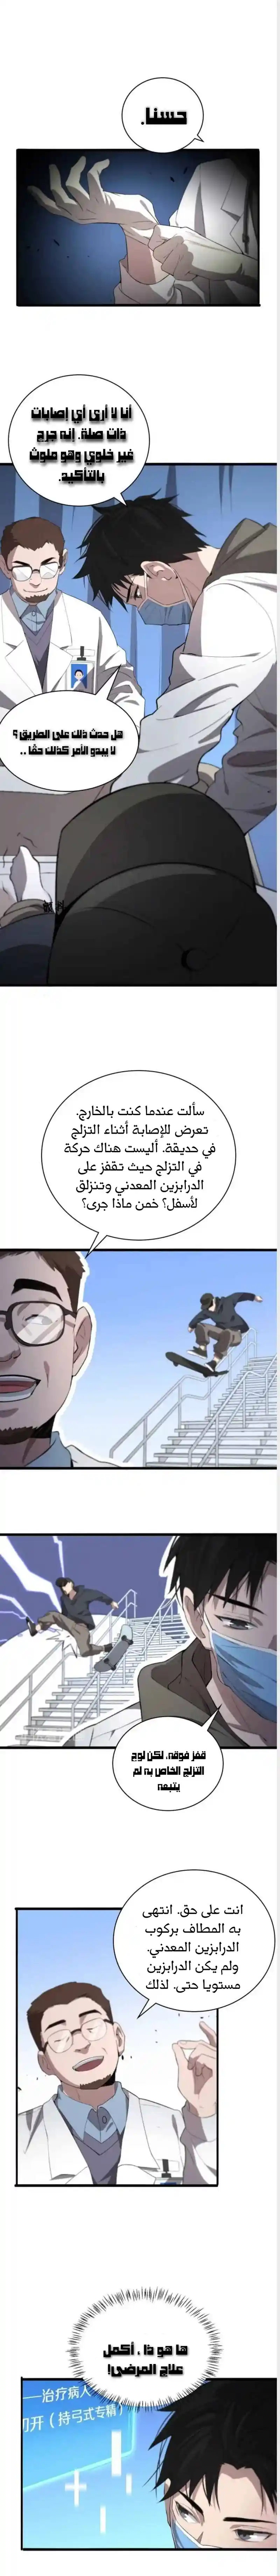 حسنا.
أنا لا أرى أي إصابات
ذات صلة. إنه جرح
غير خلوي وهو ملوث
بالتأكيد.
هل حدث ذلك على الطريق ؟
لا يبدو الأمر كذلك حقا ..
سألت عندما كنت بالخارج.
تعرض للإصابة أثناء التزلج
في حديقة. أليست هناك حركة
في التزلج حيث تقفز على
الدرابزين المعدني وتنزلق
لأسفل؟ خمن ماذا جرى؟
قفز فوقه. لكن لوح
التزلج الخاص به لم
يتبعه
انت على حق. انتهى
به المطاف بركوب
الدرابزين المعدني.
ولم يكن الدرابزين
مستويا حتى. لذلك
ها هو ذا ، أكمل
علاج المرضى!
——治疗病人
切开（持弓式专精）